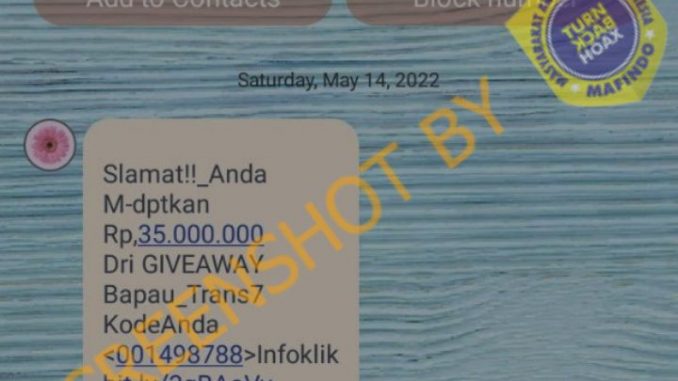 Add to Contacts
Saturday, May 14, 2022
Slamat!!_Anda
M-dptkan
Rp,35.000.000
Dri GIVEAWAY
Bapau_Trans7
KodeAnda
<001498788>Infoklik
SCREENSHOT BY
TURN
BACK
HOAX
MAFINDO